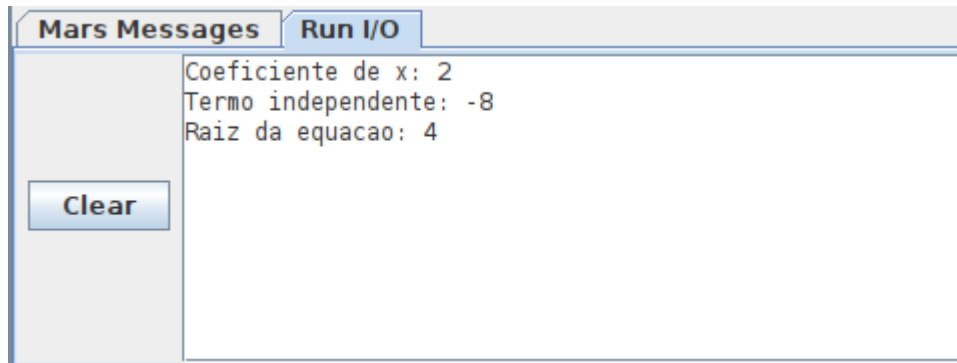 Mars Messages Run I/O
Coeficiente de x: 2
Termo independente: -8
Raiz da equacao: 4
Clear